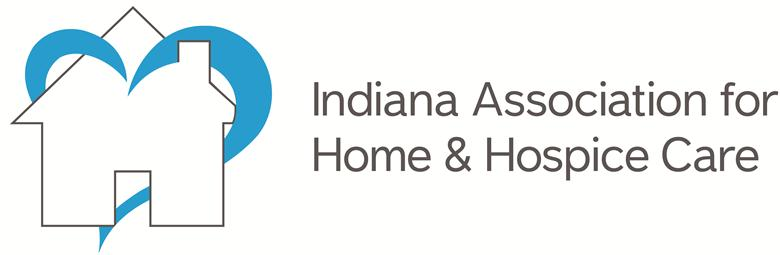 Indiana Association for
Home & Hospice Care